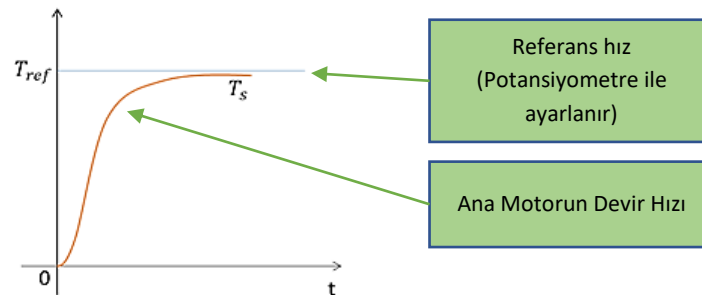 T_ref
T_s
0
t
Referans hız
(Potansiyometre ile
ayarlanır)
Ana Motorun Devir Hızı